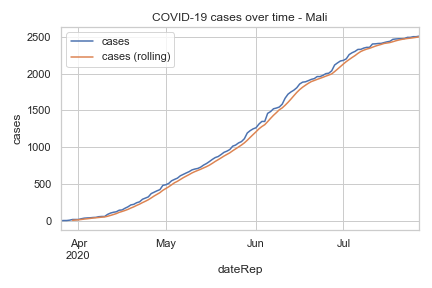 COVID-19 cases over time - Mali
cases
cases (rolling)
2500
2000
1500
1000
500
0
cases
Apr
2020
May
Jun
Jul
dateRep